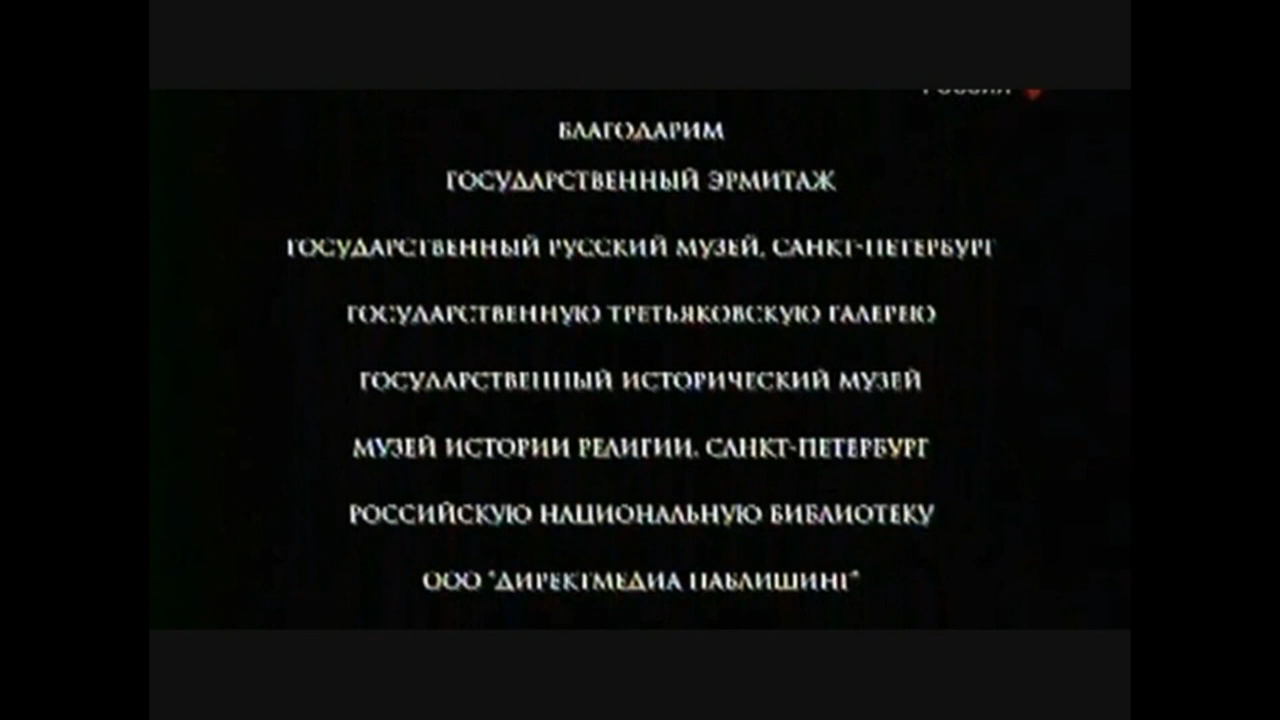 РОССИЯ
БЛАГОДАРИМ
ГОСУДАРСТВЕННЫЙ ЭРМИТАЖ
ГОСУДАРСТВЕННЫЙ РУССКИЙ МУЗЕЙ, САНКТ-ПЕТЕРБУРГ
ГОСУДАРСТВЕННУЮ ТРЕТЬЯКОВСКУЮ ГАЛЕРЕЮ
ГОСУДАРСТВЕННЫЙ ИСТОРИЧЕСКИЙ МУЗЕЙ
МУЗЕЙ ИСТОРИИ РЕЛИГИИ, САНКТ-ПЕТЕРБУРГ
РОССИЙСКУЮ НАЦИОНАЛЬНУЮ БИБЛИОТЕКУ
ООО "ДИРЕКТМЕДИА ПАБЛИШИНГ"